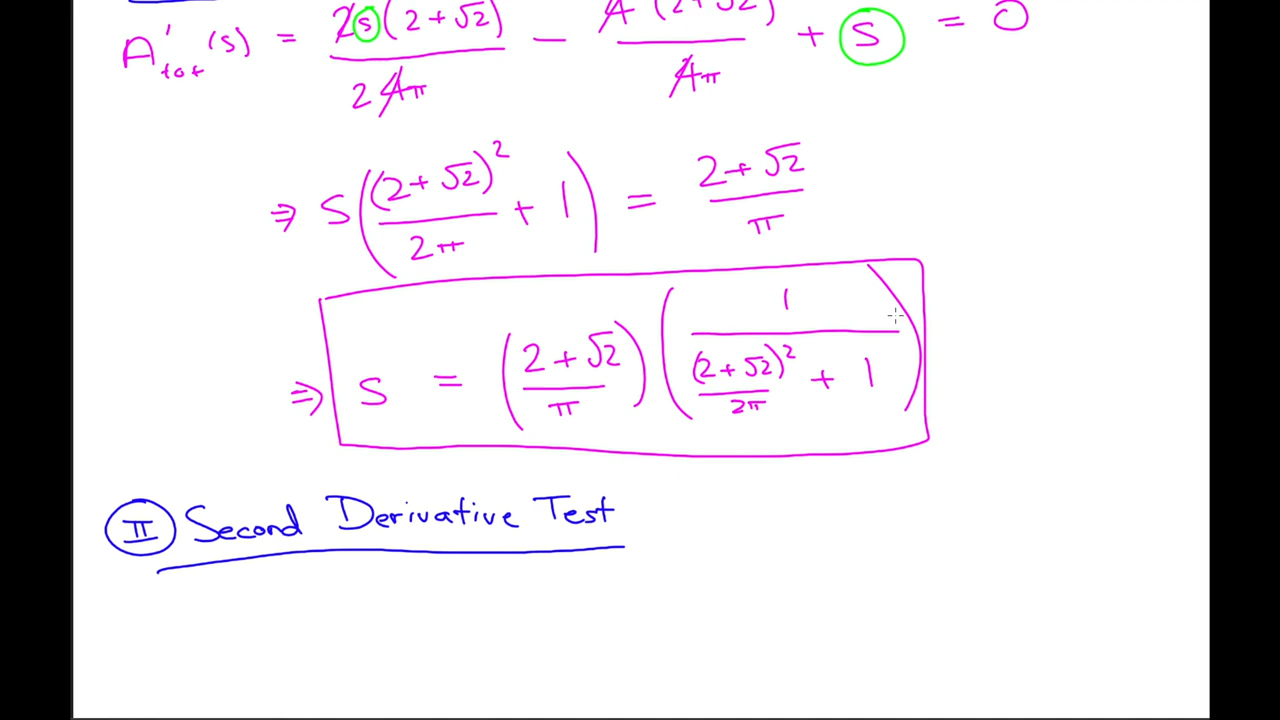 A'tot (s) = 2s(2+√2) / 2 4π − 4 (2+√2) / 4π + s = 0
⇒ s((2+√2)² / 2π + 1) = 2+√2 / π
⇒ s = (2+√2 / π) (1 / (2+√2)² / 2π + 1)
II Second Derivative Test